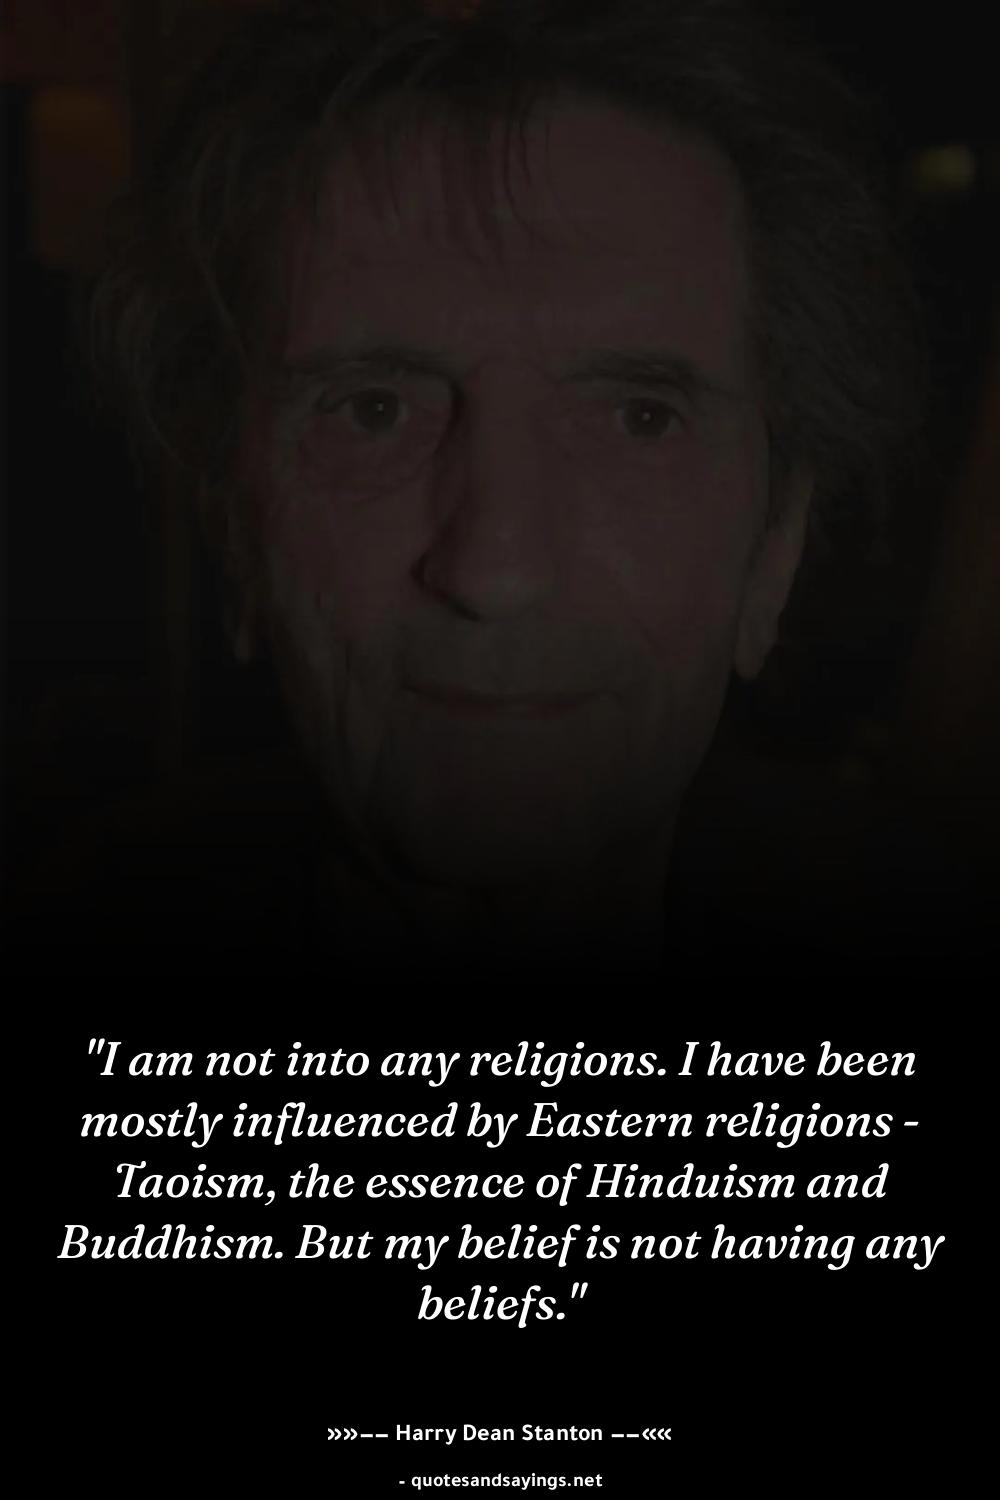 "I am not into any religions. I have been
mostly influenced by Eastern religions -
Taoism, the essence of Hinduism and
Buddhism. But my belief is not having any
beliefs."
»»–– Harry Dean Stanton ––««
- quotesandsayings.net